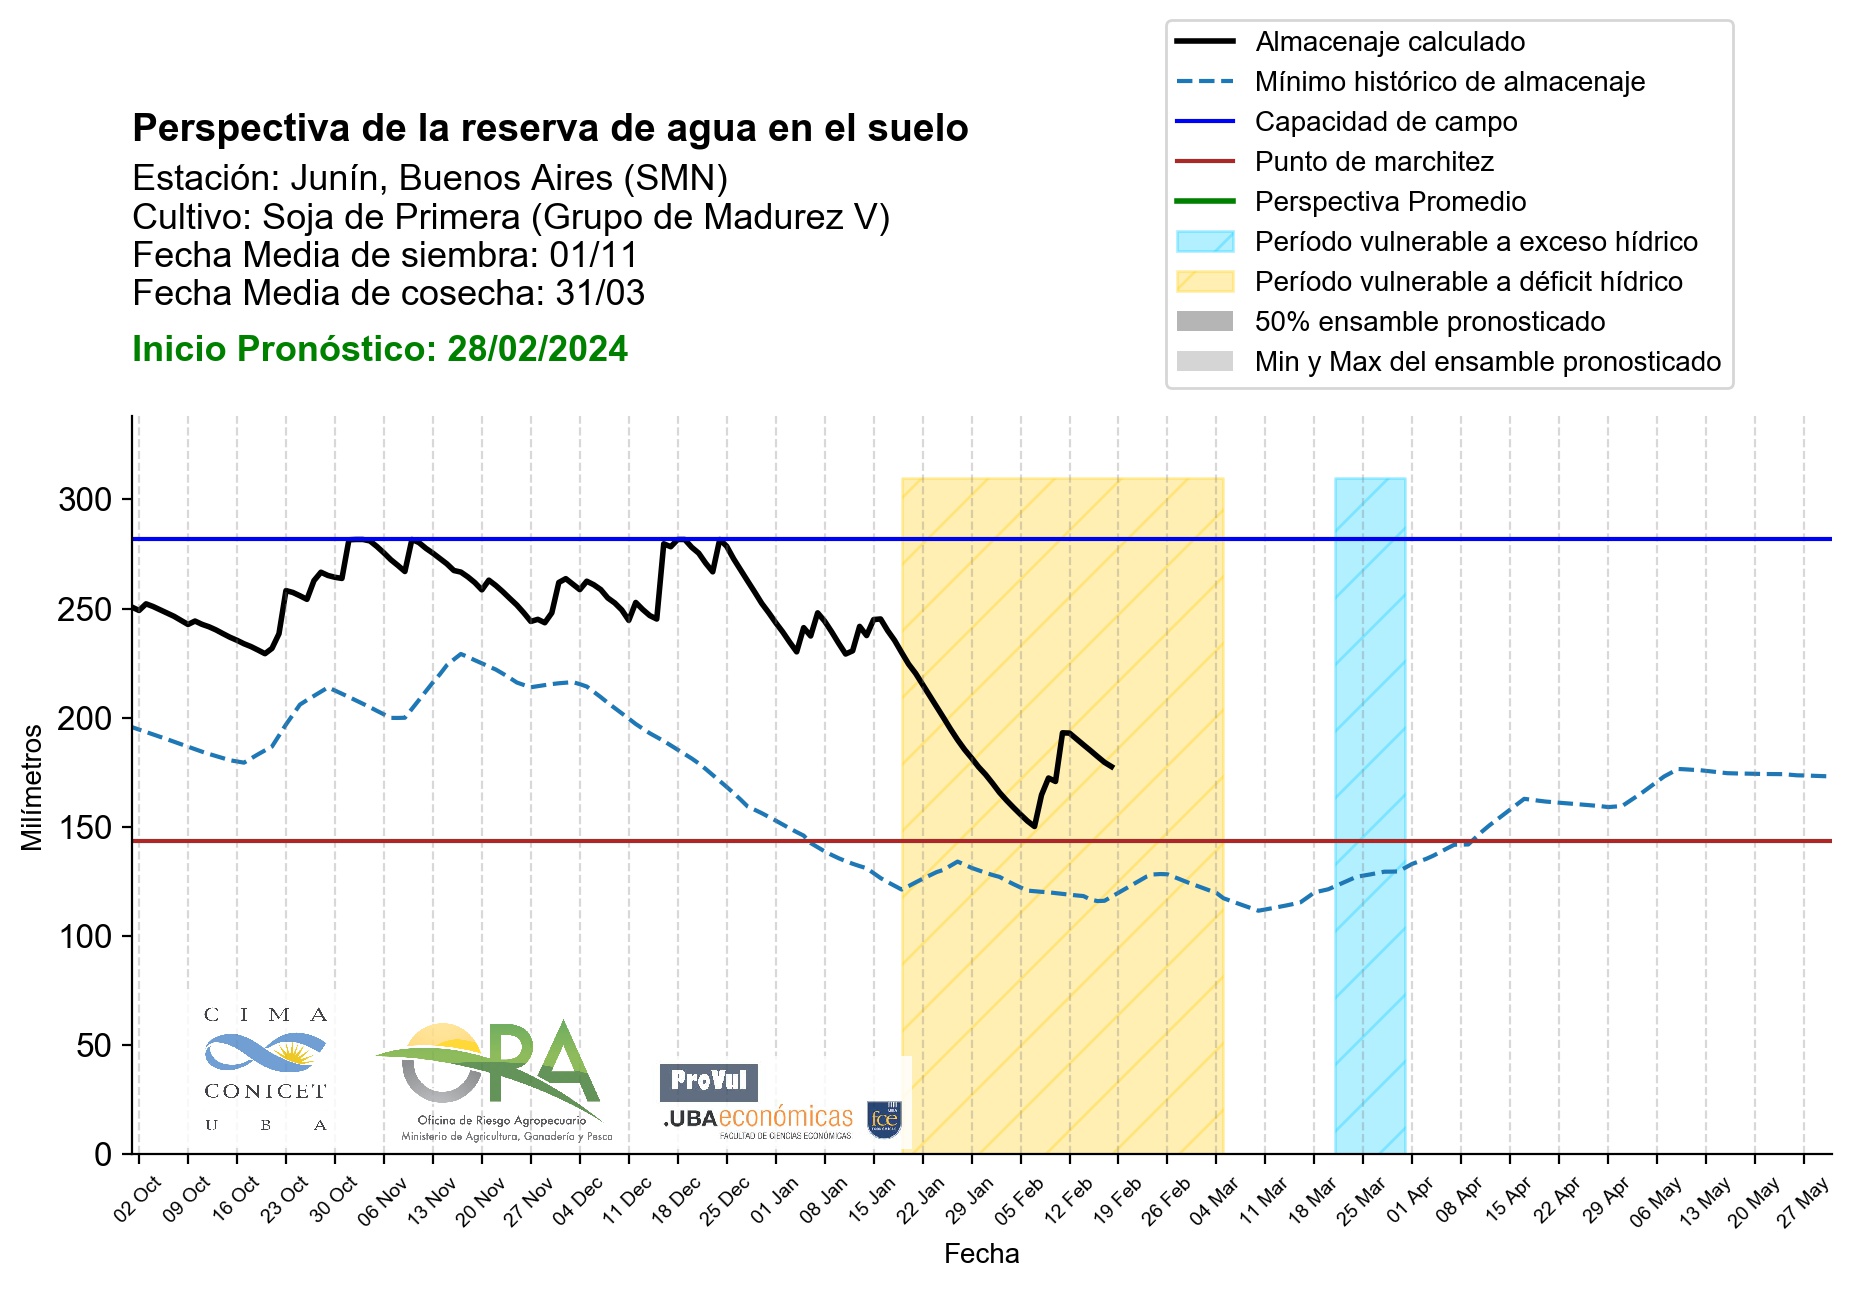 Almacenaje calculado
Mínimo histórico de almacenaje
Capacidad de campo
Punto de marchitez
Perspectiva Promedio
Período vulnerable a exceso hídrico
Período vulnerable a déficit hídrico
50% ensamble pronosticado
Min y Max del ensamble pronosticado
Perspectiva de la reserva de agua en el suelo
Estación: Junín, Buenos Aires (SMN)
Cultivo: Soja de Primera (Grupo de Madurez V)
Fecha Media de siembra: 01/11
Fecha Media de cosecha: 31/03
Inicio Pronóstico: 28/02/2024
300
250
200
150
100
50
0
Milímetros
C I M A
CONICET
U B A
ORA
Oficina de Riesgo Agropecuario
Ministerio de Agricultura, Ganadería y Pesca
ProVul
.UBAeconómicas
FACULTAD DE CIENCIAS ECONÓMICAS
fce
02 Oct
09 Oct
16 Oct
23 Oct
30 Oct
06 Nov
13 Nov
20 Nov
27 Nov
04 Dec
11 Dec
18 Dec
25 Dec
01 Jan
08 Jan
15 Jan
22 Jan
29 Jan
05 Feb
12 Feb
19 Feb
26 Feb
04 Mar
11 Mar
18 Mar
25 Mar
01 Apr
08 Apr
15 Apr
22 Apr
29 Apr
06 May
13 May
20 May
27 May
Fecha